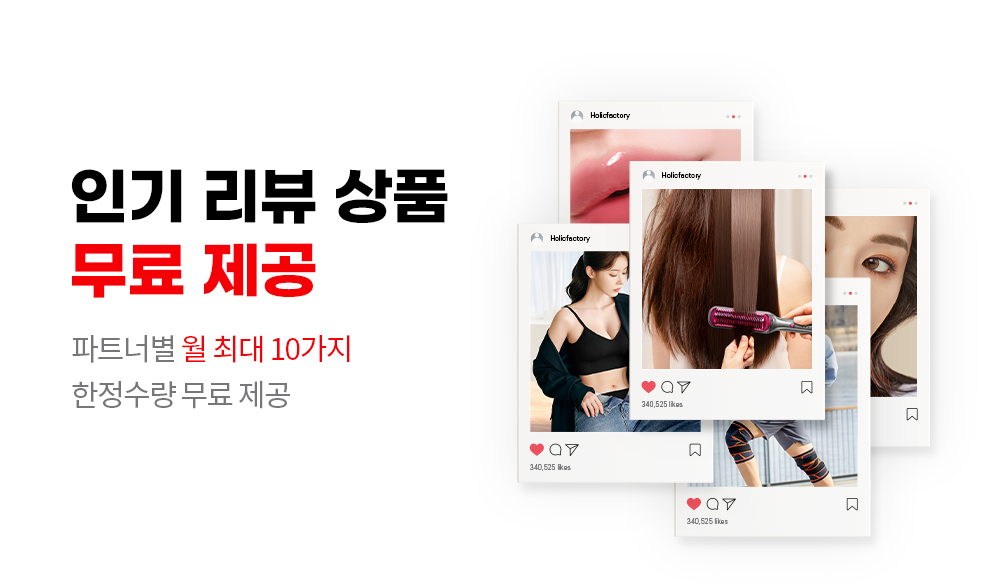 인기 리뷰 상품
무료 제공
파트너별 월 최대 10가지
한정수량 무료 제공
Holicfactory
Holicfactory
Holicfactory
340,525 likes
340,525 likes
340,525 likes